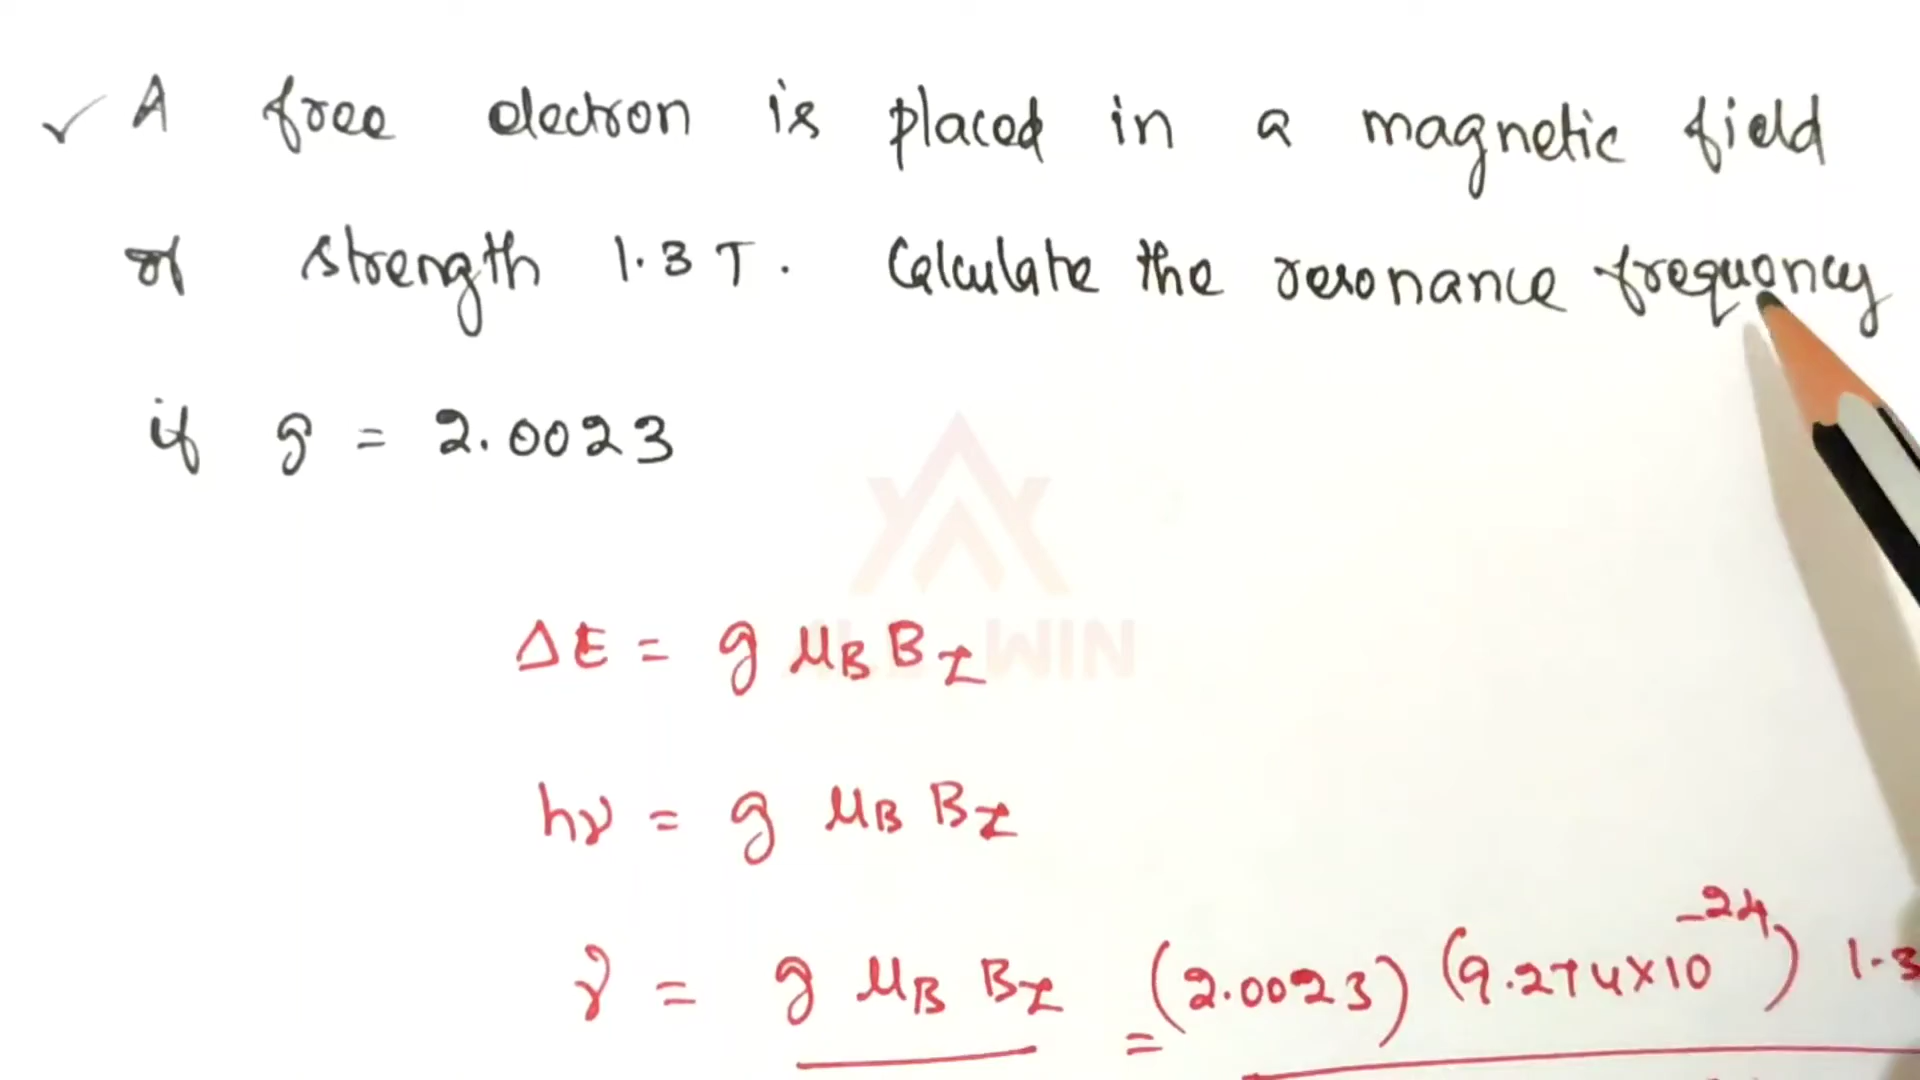 ✓ A free electron is placed in a magnetic field
of strength 1.3 T. Calculate the resonance frequency
if g = 2.0023
WIN
ΔE = g μB Bz
hν = g μB Bz
ν = g μB Bz = (2.0023) (9.274×10⁻²⁴) 1.3